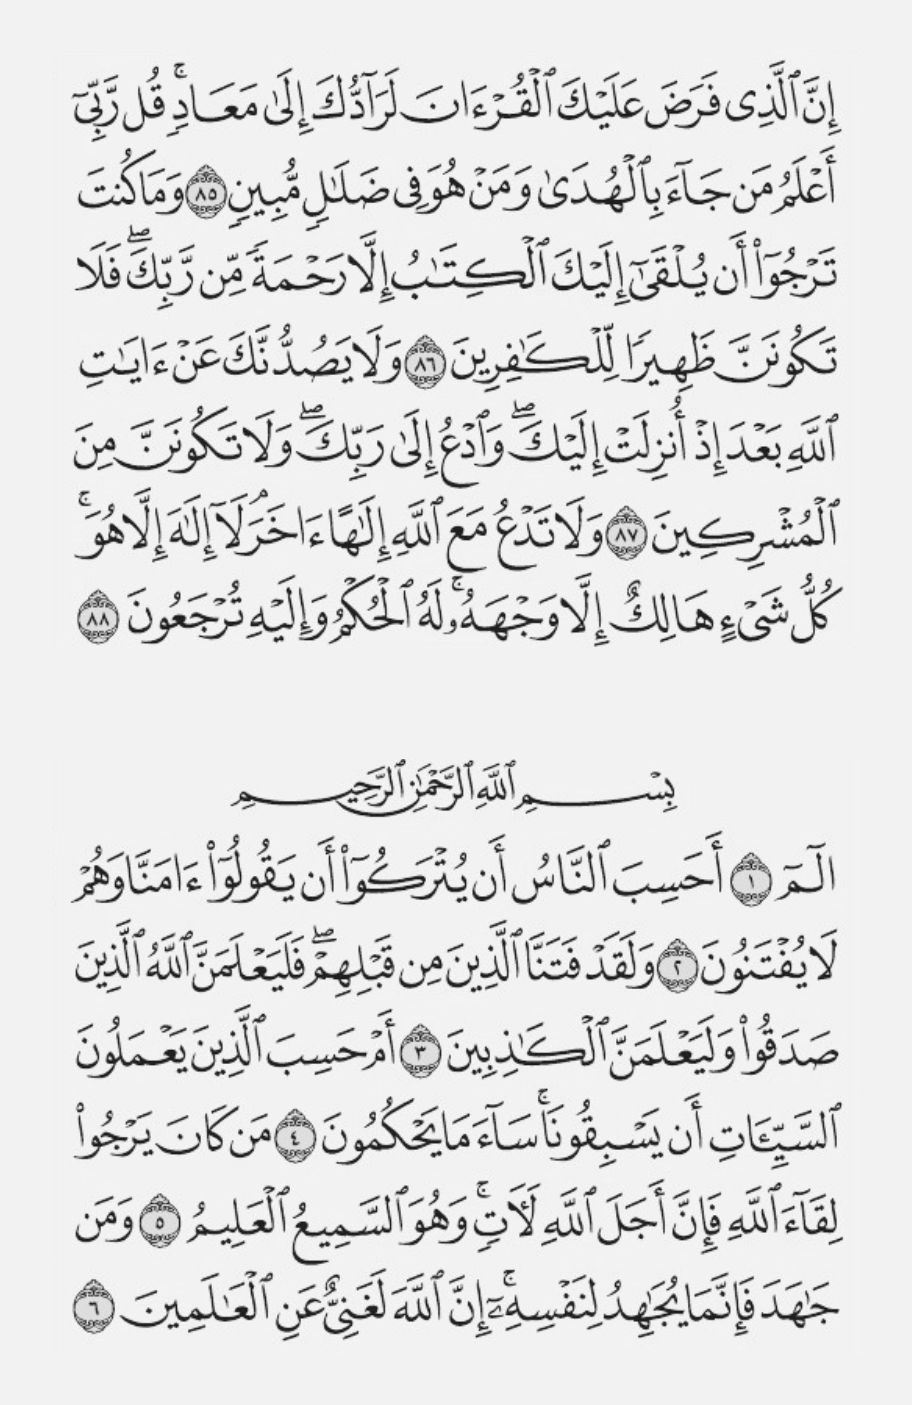 إِنَّ ٱلَّذِى فَرَضَ عَلَيْكَ ٱلْقُرْءَانَ لَرَآدُّكَ إِلَىٰ مَعَادٍۢ ۚ قُل رَّبِّىٓ
أَعْلَمُ مَن جَآءَ بِٱلْهُدَىٰ وَمَنْ هُوَ فِى ضَلَـٰلٍۢ مُّبِينٍۢ ٨٥ وَمَا كُنتَ
تَرْجُوٓا۟ أَن يُلْقَىٰٓ إِلَيْكَ ٱلْكِتَـٰبُ إِلَّا رَحْمَةًۭ مِّن رَّبِّكَ ۖ فَلَا
تَكُونَنَّ ظَهِيرًۭا لِّلْكَـٰفِرِينَ ٨٦ وَلَا يَصُدُّنَّكَ عَنْ ءَايَـٰتِ
ٱللَّهِ بَعْدَ إِذْ أُنزِلَتْ إِلَيْكَ ۖ وَٱدْعُ إِلَىٰ رَبِّكَ ۖ وَلَا تَكُونَنَّ مِنَ
ٱلْمُشْرِكِينَ ٨٧ وَلَا تَدْعُ مَعَ ٱللَّهِ إِلَـٰهًا ءَاخَرَ ۘ لَآ إِلَـٰهَ إِلَّا هُوَ ۚ
كُلُّ شَىْءٍ هَالِكٌ إِلَّا وَجْهَهُۥ ۚ لَهُ ٱلْحُكْمُ وَإِلَيْهِ تُرْجَعُونَ ٨٨
بِسْمِ ٱللَّهِ ٱلرَّحْمَـٰنِ ٱلرَّحِيمِ
الٓمٓ ١ أَحَسِبَ ٱلنَّاسُ أَن يُتْرَكُوٓا۟ أَن يَقُولُوٓا۟ ءَامَنَّا وَهُمْ
لَا يُفْتَنُونَ ٢ وَلَقَدْ فَتَنَّا ٱلَّذِينَ مِن قَبْلِهِمْ ۖ فَلَيَعْلَمَنَّ ٱللَّهُ ٱلَّذِينَ
صَدَقُوا۟ وَلَيَعْلَمَنَّ ٱلْكَـٰذِبِينَ ٣ أَمْ حَسِبَ ٱلَّذِينَ يَعْمَلُونَ
ٱلسَّيِّـَٔاتِ أَن يَسْبِقُونَا ۚ سَآءَ مَا يَحْكُمُونَ ٤ مَن كَانَ يَرْجُوا۟
لِقَآءَ ٱللَّهِ فَإِنَّ أَجَلَ ٱللَّهِ لَـَٔاتٍۢ ۚ وَهُوَ ٱلسَّمِيعُ ٱلْعَلِيمُ ٥ وَمَن
جَـٰهَدَ فَإِنَّمَا يُجَـٰهِدُ لِنَفْسِهِۦٓ ۚ إِنَّ ٱللَّهَ لَغَنِىٌّ عَنِ ٱلْعَـٰلَمِينَ ٦